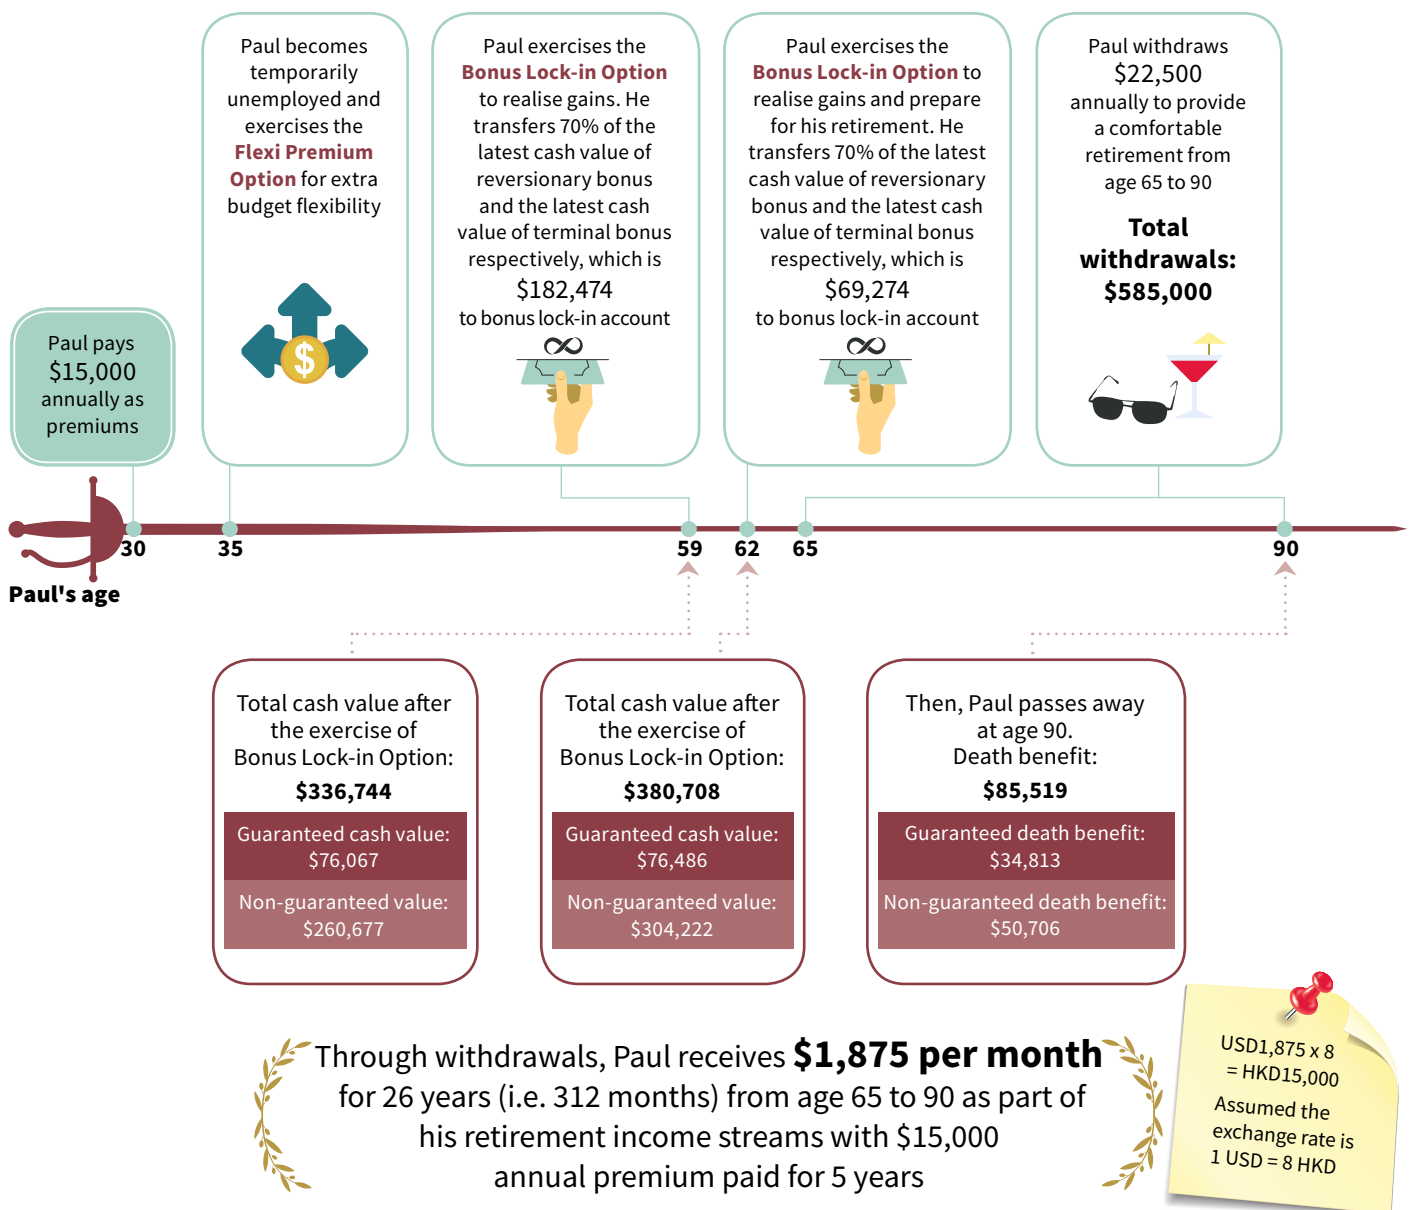 Paul pays
$15,000
annually as
premiums
Paul becomes
temporarily
unemployed and
exercises the
Flexi Premium
Option for extra
budget flexibility
$
Paul exercises the
Bonus Lock-in Option
to realise gains. He
transfers 70% of the
latest cash value of
reversionary bonus
and the latest cash
value of terminal bonus
respectively, which is
$182,474
to bonus lock-in account
Paul exercises the
Bonus Lock-in Option to
realise gains and prepare
for his retirement. He
transfers 70% of the latest
cash value of reversionary
bonus and the latest cash
value of terminal bonus
respectively, which is
$69,274
to bonus lock-in account
Paul withdraws
$22,500
annually to provide
a comfortable
retirement from
age 65 to 90
Total
withdrawals:
$585,000
30 35 59 62 65 90
Paul's age
Total cash value after
the exercise of
Bonus Lock-in Option:
$336,744
Guaranteed cash value:
$76,067
Non-guaranteed value:
$260,677
Total cash value after
the exercise of
Bonus Lock-in Option:
$380,708
Guaranteed cash value:
$76,486
Non-guaranteed value:
$304,222
Then, Paul passes away
at age 90.
Death benefit:
$85,519
Guaranteed death benefit:
$34,813
Non-guaranteed death benefit:
$50,706
Through withdrawals, Paul receives $1,875 per month
for 26 years (i.e. 312 months) from age 65 to 90 as part of
his retirement income streams with $15,000
annual premium paid for 5 years
USD1,875 x 8
= HKD15,000
Assumed the
exchange rate is
1 USD = 8 HKD